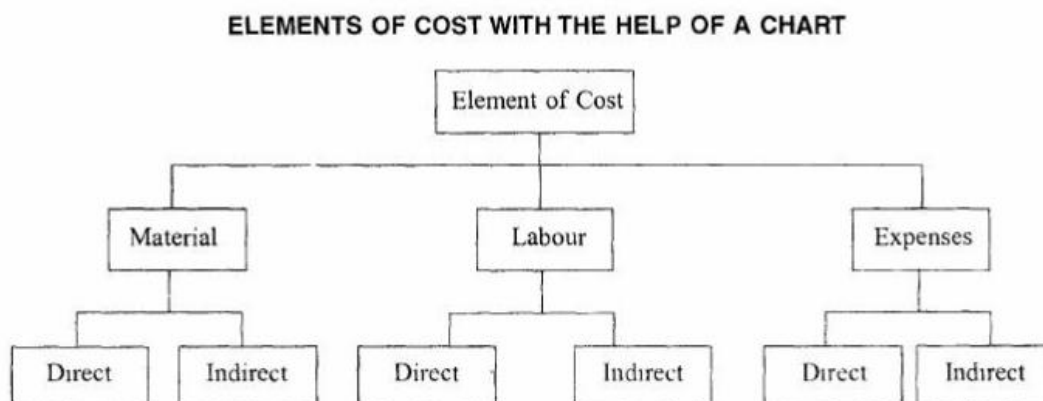 ELEMENTS OF COST WITH THE HELP OF A CHART
Element of Cost
Material
Labour
Expenses
Direct
Indirect
Direct
Indirect
Direct
Indirect